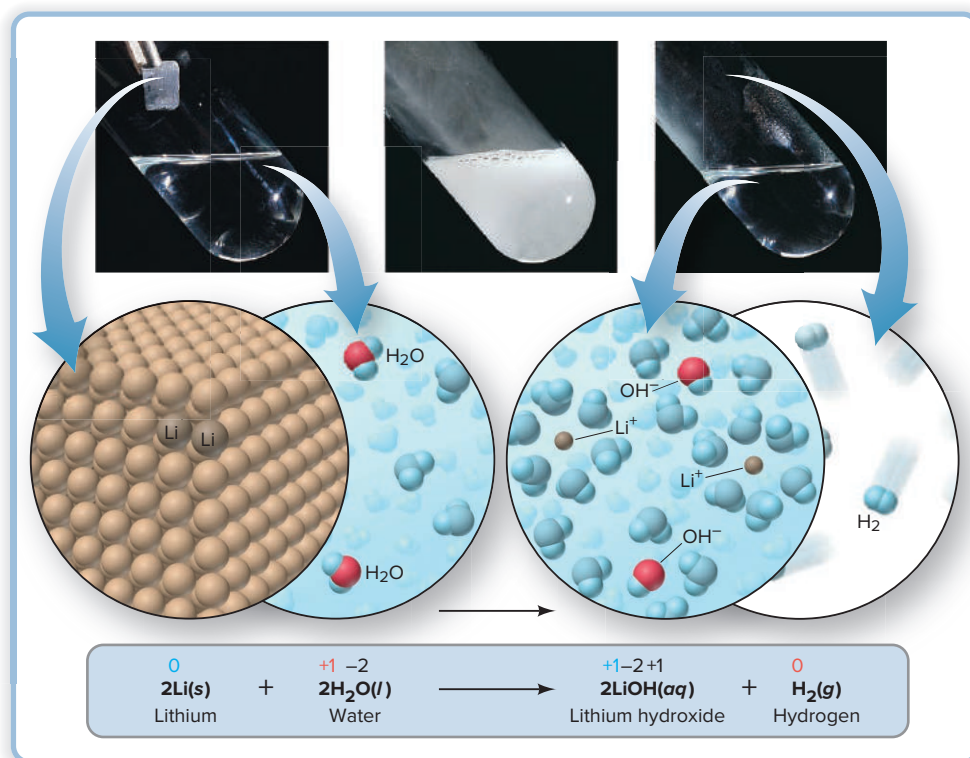 H₂O
Li Li
H₂O
OH⁻
Li⁺
Li⁺
H₂
OH⁻
0 +1 –2 +1–2+1 0
2Li(s) + 2H₂O(l) 2LiOH(aq) + H₂(g)
Lithium Water Lithium hydroxide Hydrogen